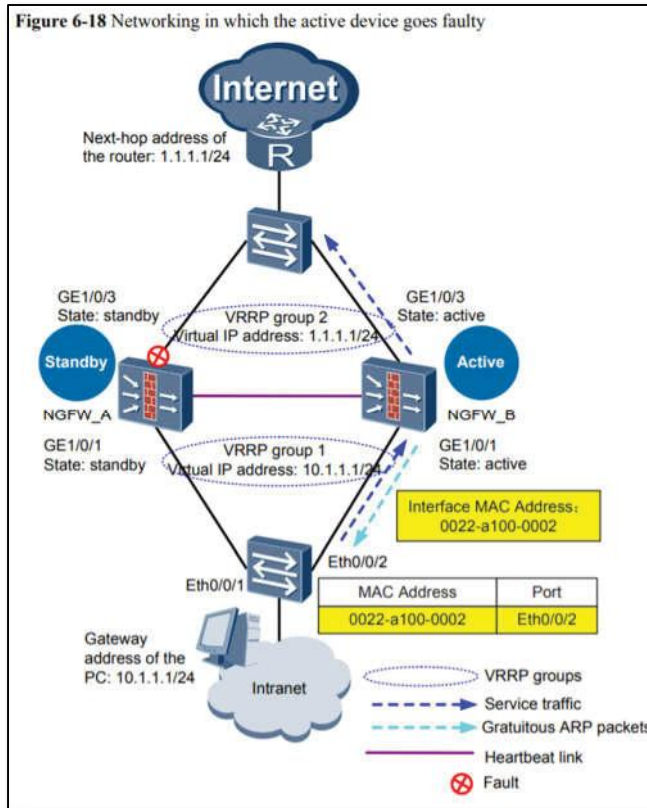 Figure 6-18 Networking in which the active device goes faulty
Internet
Next-hop address of
the router: 1.1.1.1/24
R
GE1/0/3
State: standby
VRRP group 2
Virtual IP address: 1.1.1.1/24
GE1/0/3
State: active
Standby
Active
NGFW_A
NGFW_B
GE1/0/1
State: standby
VRRP group 1
Virtual IP address: 10.1.1.1/24
GE1/0/1
State: active
Interface MAC Address:
0022-a100-0002
Eth0/0/2
Eth0/0/1
MAC Address Port
0022-a100-0002 Eth0/0/2
Gateway
address of the
PC: 10.1.1.1/24
Intranet
VRRP groups
Service traffic
Gratuitous ARP packets
Heartbeat link
Fault